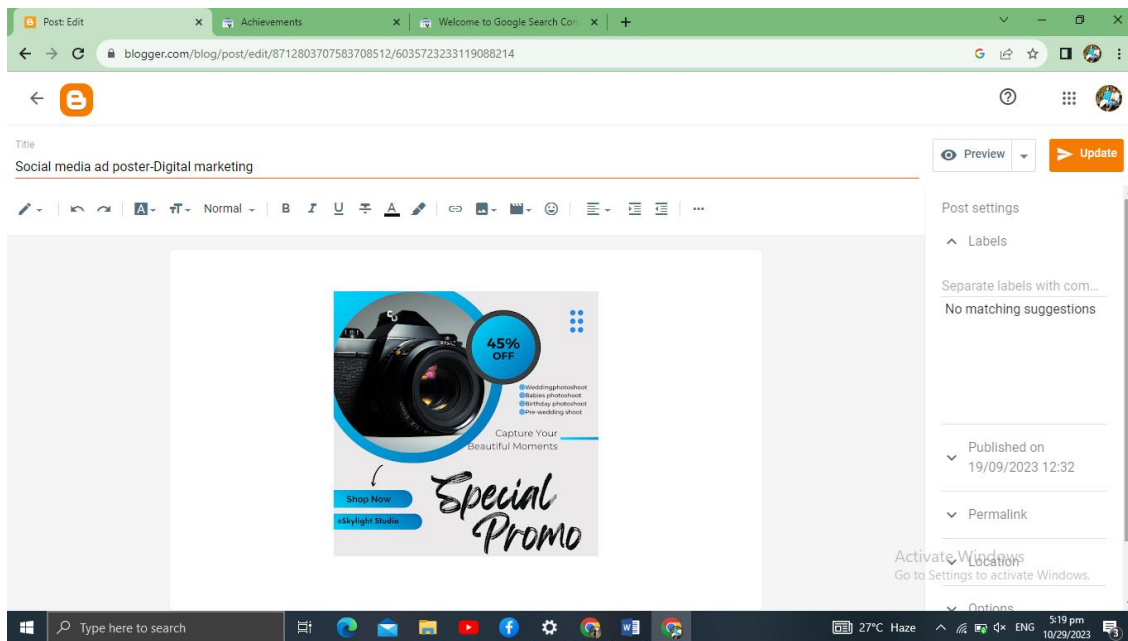 Post: Edit
Achievements
Welcome to Google Search Con
blogger.com/blog/post/edit/8712803707583708512/6035723233119088214
Title
Social media ad poster-Digital marketing
Preview
Update
Normal
B I U A
Post settings
Labels
Separate labels with com...
No matching suggestions
45%
OFF
Weddingphotoshoot
Babies photoshoot
Birthday photoshoot
Pre-wedding shoot
Capture Your
Beautiful Moments
Shop Now
Skylight Studio
Special
Promo
Published on
19/09/2023 12:32
Permalink
Location
Options
Activate Windows
Go to Settings to activate Windows.
Type here to search
27°C Haze
ENG
5:19 pm
10/29/2023
3